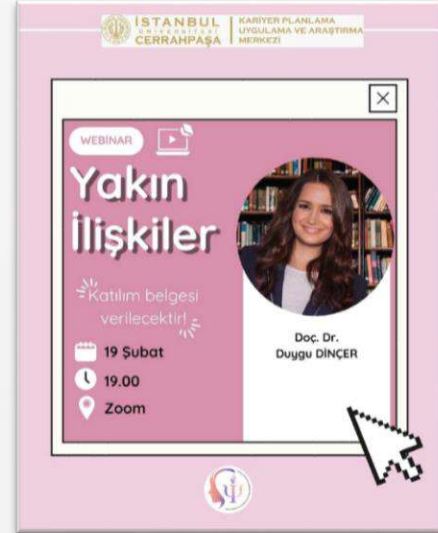 İSTANBUL
ÜNİVERSİTESİ
CERRAHPAŞA
KARİYER PLANLAMA
UYGULAMA VE ARAŞTIRMA
MERKEZİ
WEBİNAR
Yakın
İlişkiler
Katılım belgesi
verilecektir!
19 Şubat
19.00
Zoom
Doç. Dr.
Duygu DİNÇER